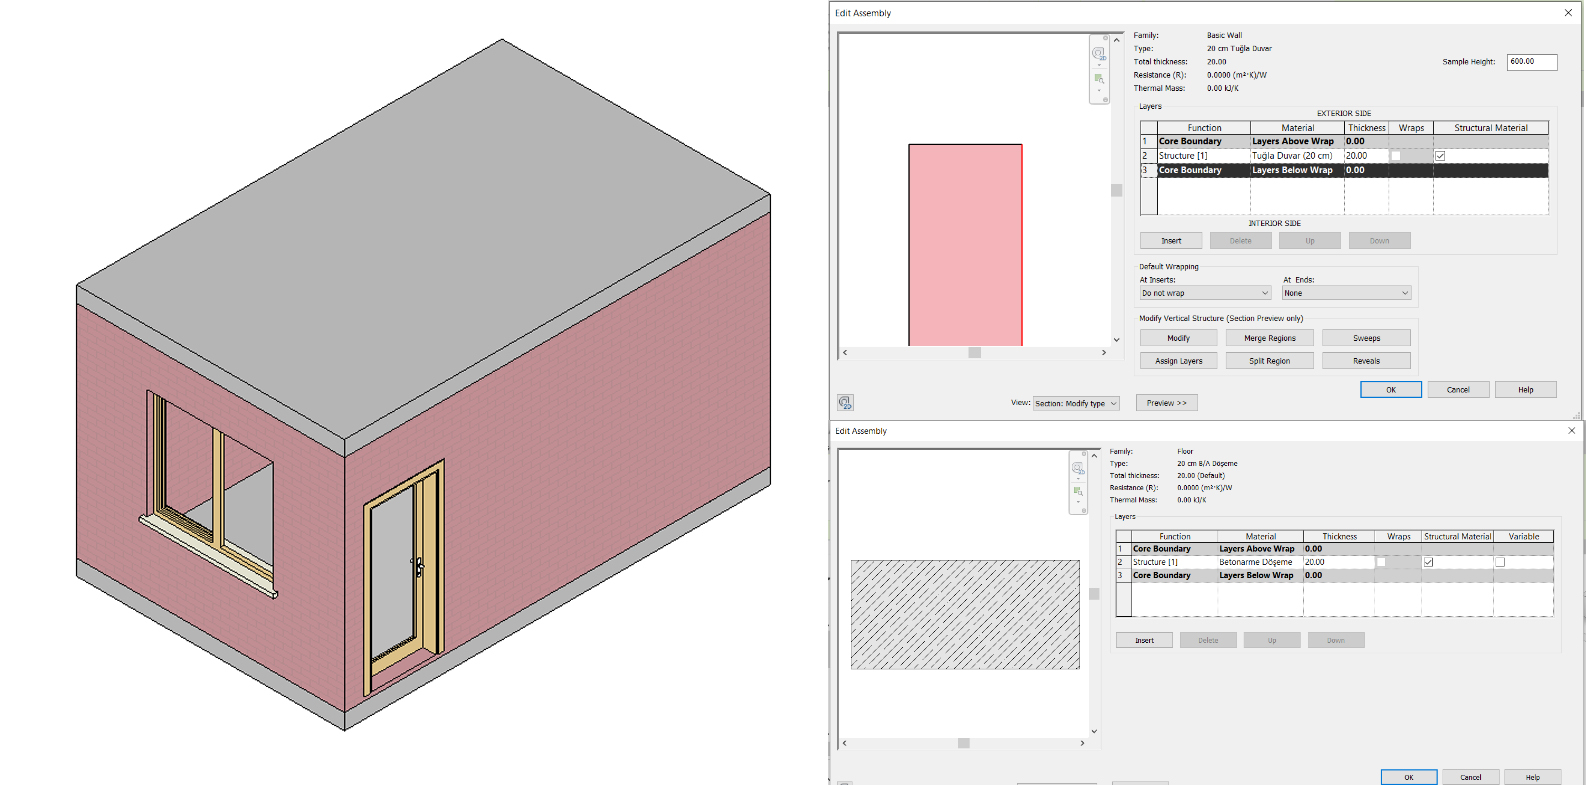 Edit Assembly
Family: Basic Wall
Type: 20 cm Tuğla Duvar
Total thickness: 20.00 Sample Height: 600.00
Resistance (R): 0.0000 (m²·K)/W
Thermal Mass: 0.00 kJ/K
Layers
EXTERIOR SIDE
Function Material Thickness Wraps Structural Material
1 Core Boundary Layers Above Wrap 0.00
2 Structure [1] Tuğla Duvar (20 cm) 20.00
3 Core Boundary Layers Below Wrap 0.00
INTERIOR SIDE
Insert Delete Up Down
Default Wrapping
At Inserts: At Ends:
Do not wrap None
Modify Vertical Structure (Section Preview only)
Modify Merge Regions Sweeps
Assign Layers Split Region Reveals
OK Cancel Help
View: Section: Modify type Preview >>
Edit Assembly
Family: Floor
Type: 20 cm B/A Döşeme
Total thickness: 20.00 (Default)
Resistance (R): 0.0000 (m²·K)/W
Thermal Mass: 0.00 kJ/K
Layers
Function Material Thickness Wraps Structural Material Variable
1 Core Boundary Layers Above Wrap 0.00
2 Structure [1] Betonarme Döşeme 20.00
3 Core Boundary Layers Below Wrap 0.00
Insert Delete Up Down
OK Cancel Help